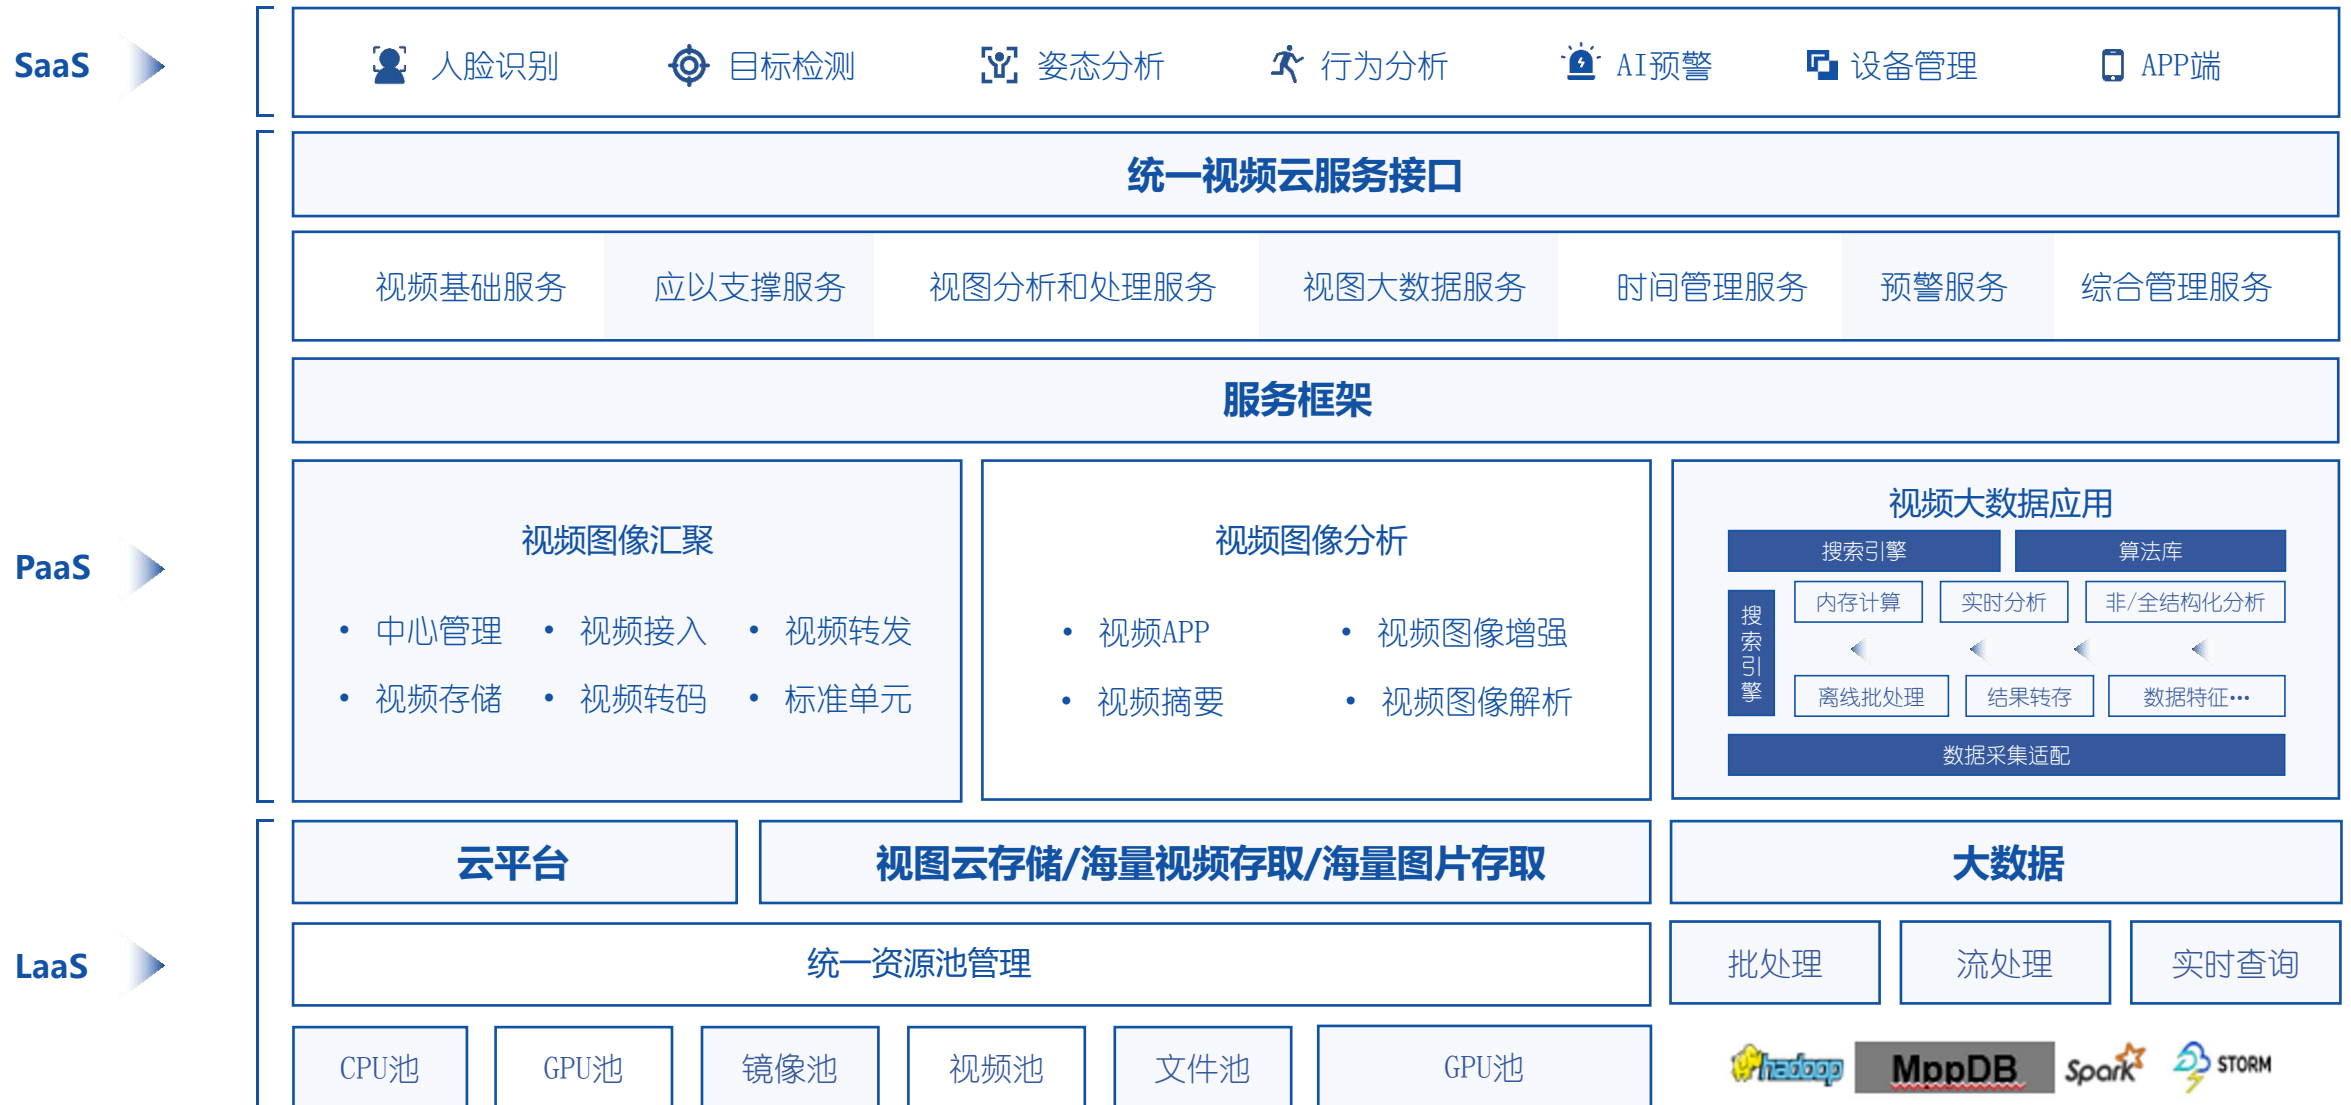 SaaS
人脸识别
目标检测
姿态分析
行为分析
AI预警
设备管理
APP端
统一视频云服务接口
视频基础服务
应以支撑服务
视图分析和处理服务
视图大数据服务
时间管理服务
预警服务
综合管理服务
服务框架
PaaS
视频图像汇聚
• 中心管理
• 视频接入
• 视频转发
• 视频存储
• 视频转码
• 标准单元
视频图像分析
• 视频APP
• 视频图像增强
• 视频摘要
• 视频图像解析
视频大数据应用
搜索引擎
算法库
搜索引擎
内存计算
实时分析
非/全结构化分析
离线批处理
结果转存
数据特征…
数据采集适配
LaaS
云平台
视图云存储/海量视频存取/海量图片存取
大数据
统一资源池管理
批处理
流处理
实时查询
CPU池
GPU池
镜像池
视频池
文件池
GPU池
hadoop
MppDB
Spark
STORM